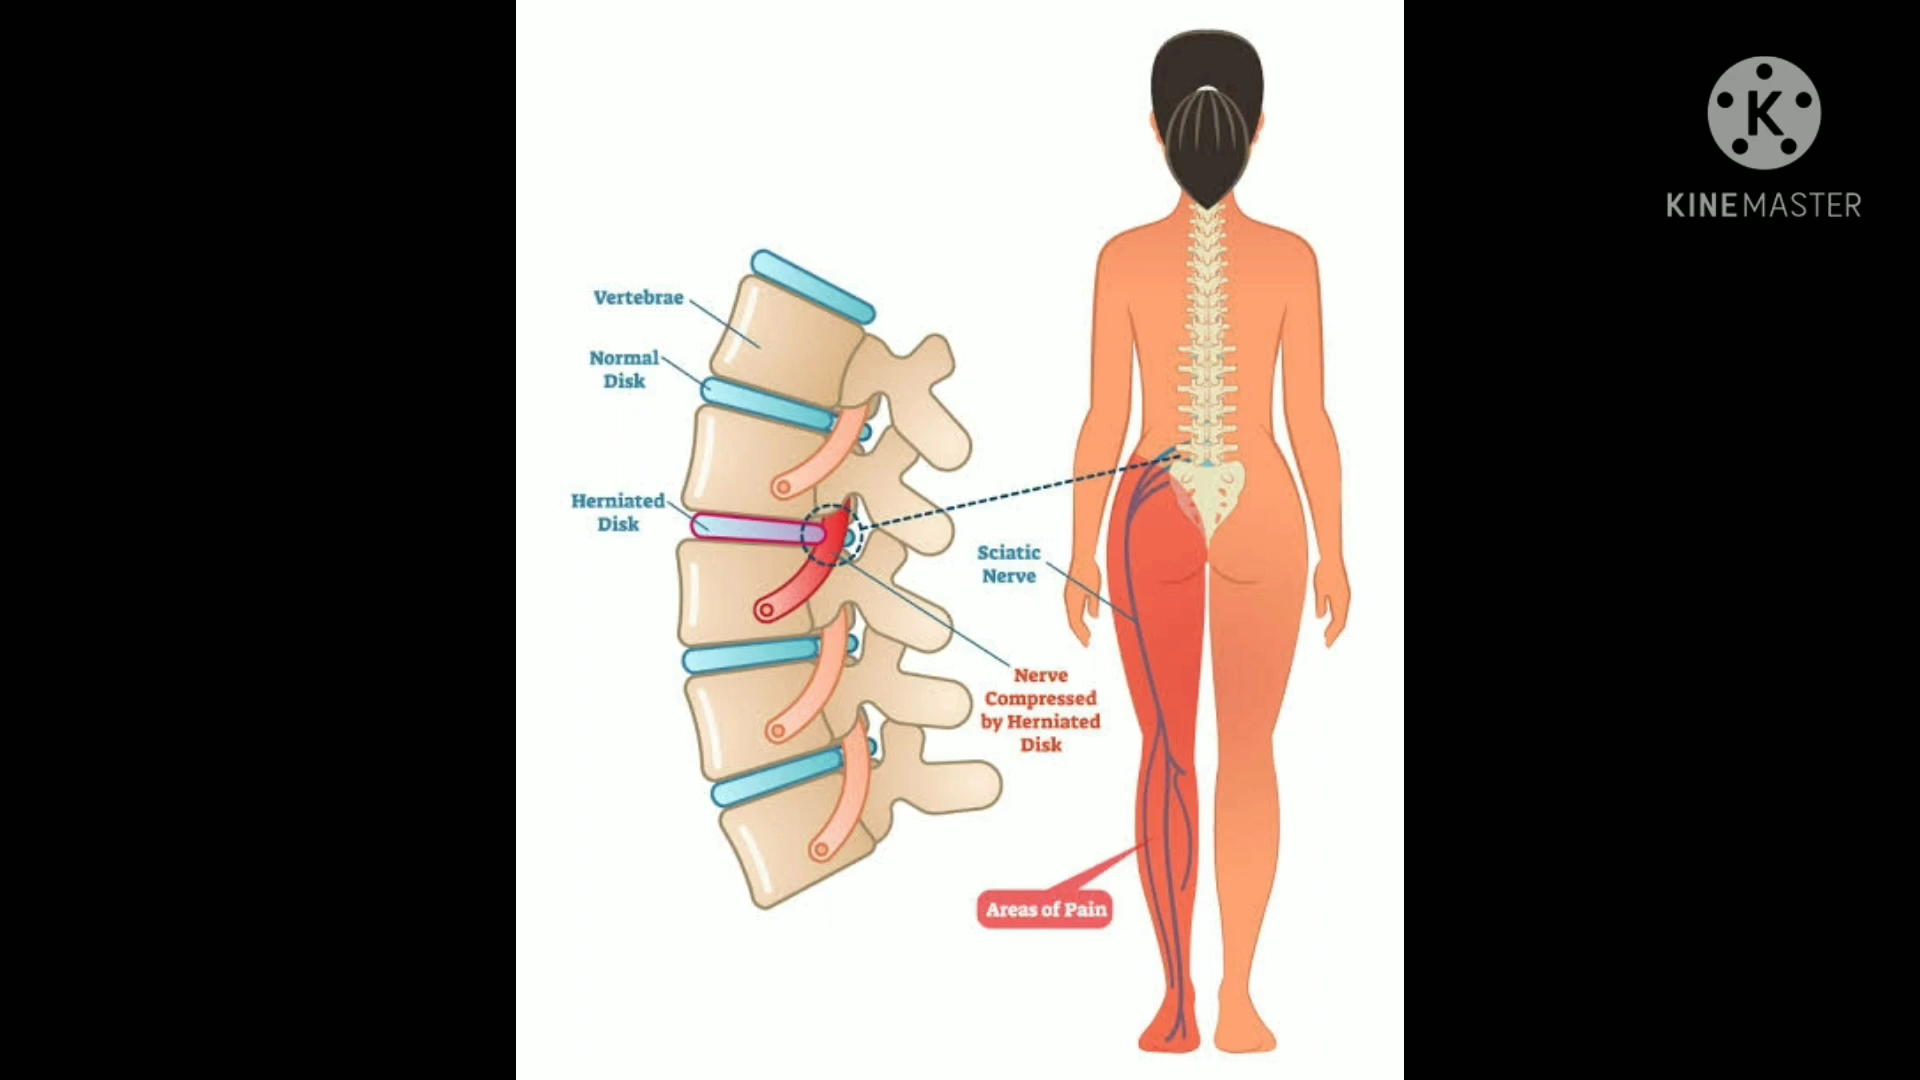 K
KINEMASTER
Vertebrae
Normal
Disk
Herniated
Disk
Sciatic
Nerve
Nerve
Compressed
by Herniated
Disk
Areas of Pain